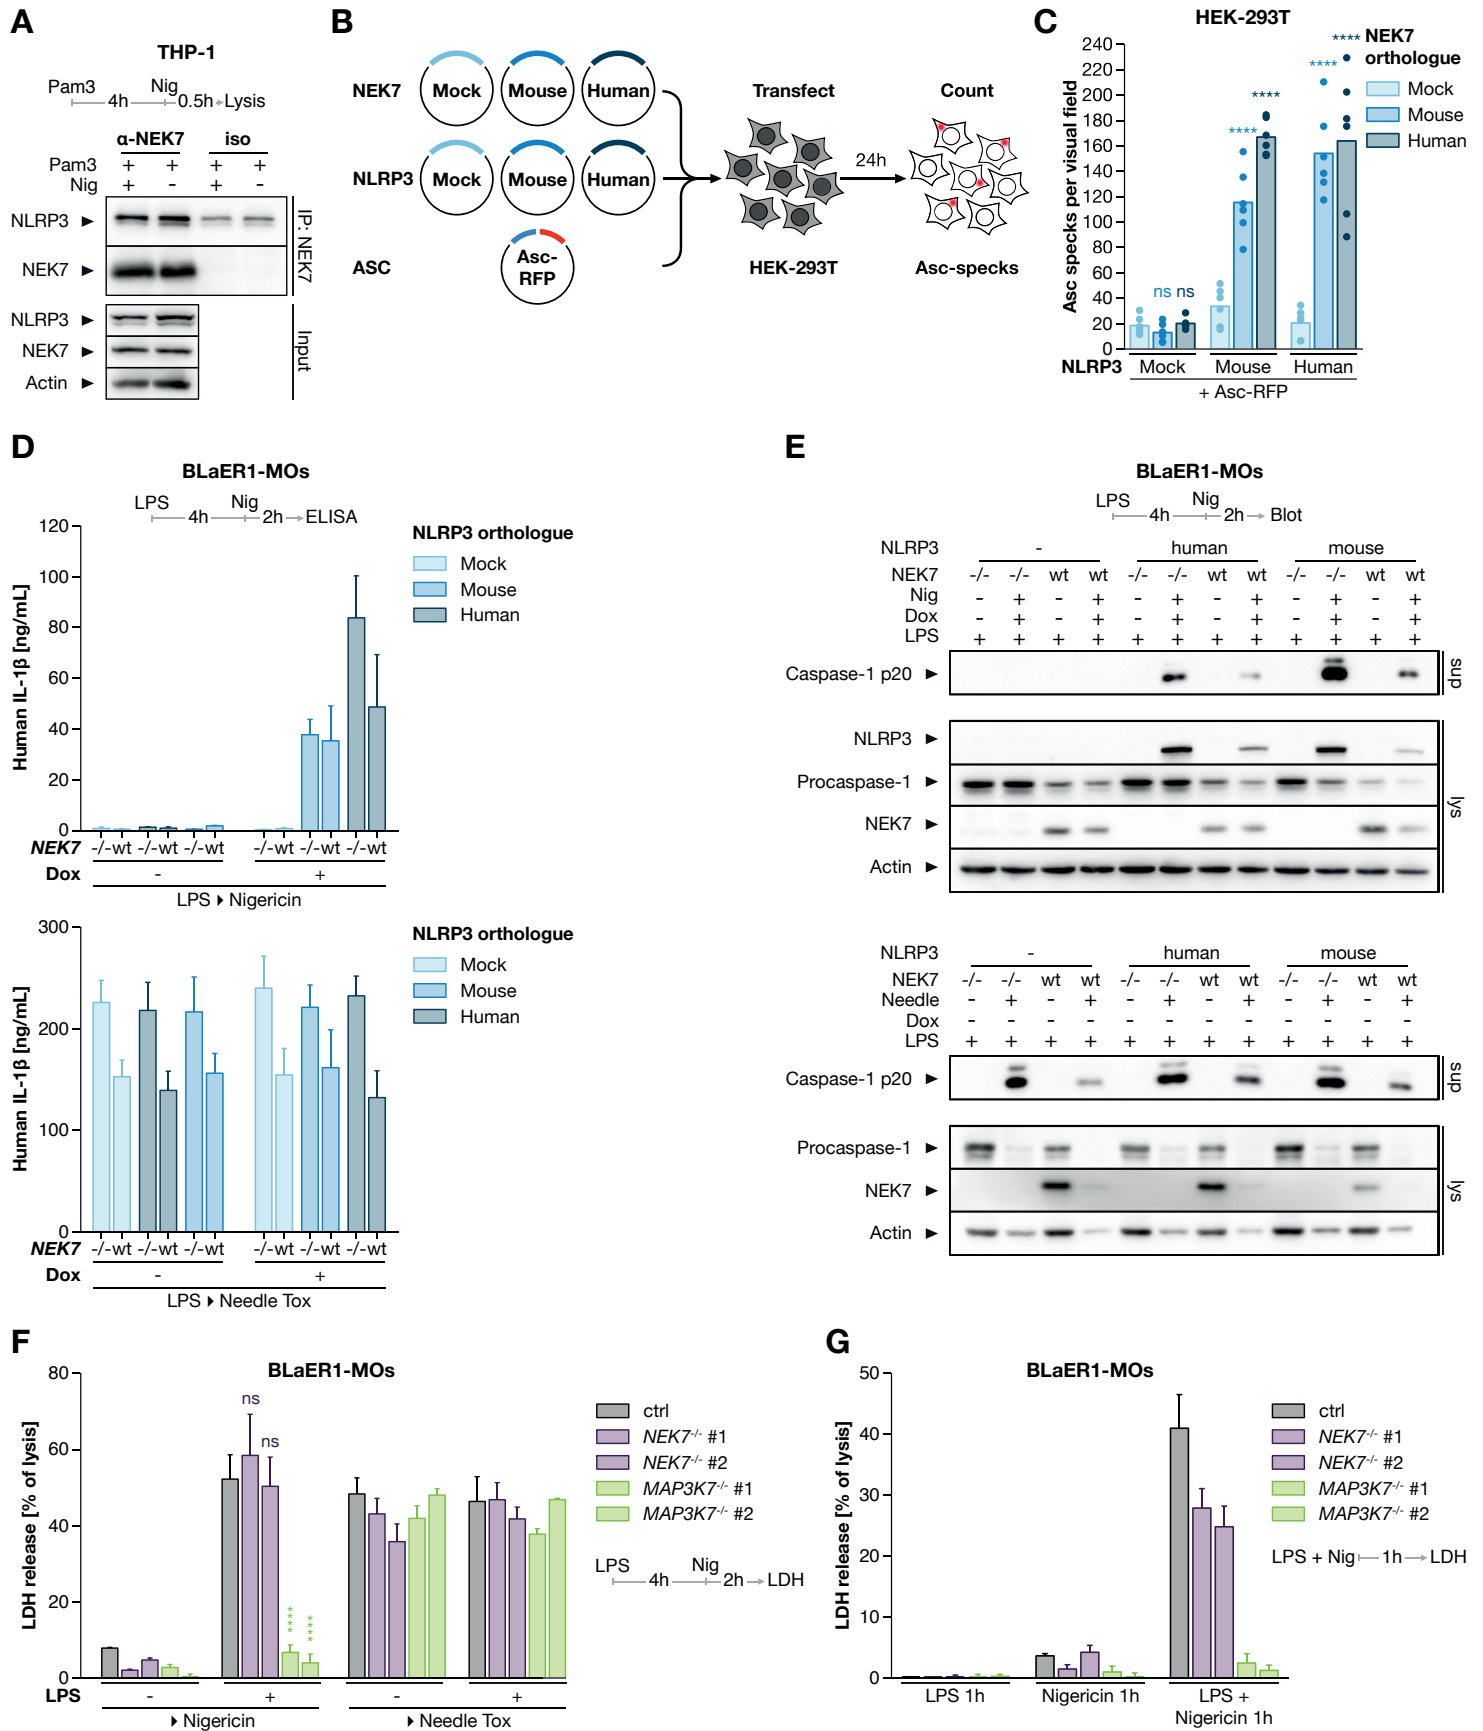 A
THP-1
Pam3 Nig
4h 0.5h Lysis
α-NEK7 iso
Pam3 + + + +
Nig + - + -
NLRP3
NEK7
IP: NEK7
NLRP3
NEK7
Actin
Input
B
NEK7 Mock Mouse Human
NLRP3 Mock Mouse Human
ASC Asc-RFP
Transfect
24h
HEK-293T
Count
Asc-specks
C
HEK-293T
Asc specks per visual field
240
220
200
180
160
140
120
100
80
60
40
20
0
ns ns
**** ****
**** ****
NLRP3 Mock Mouse Human
+ Asc-RFP
NEK7
orthologue
Mock
Mouse
Human
D
BLaER1-MOs
LPS Nig
4h 2h ELISA
Human IL-1β [ng/mL]
120
100
80
60
40
20
0
NEK7 -/- wt -/- wt -/- wt -/- wt -/- wt -/- wt
Dox - +
LPS ▸ Nigericin
NLRP3 orthologue
Mock
Mouse
Human
Human IL-1β [ng/mL]
300
200
100
0
NEK7 -/- wt -/- wt -/- wt -/- wt -/- wt -/- wt
Dox - +
LPS ▸ Needle Tox
NLRP3 orthologue
Mock
Mouse
Human
E
BLaER1-MOs
LPS Nig
4h 2h Blot
NLRP3 - human mouse
NEK7 -/- -/- wt wt -/- -/- wt wt -/- -/- wt wt
Nig - + - + - + - + - + - +
Dox - + - + - + - + - + - +
LPS + + + + + + + + + + + +
Caspase-1 p20
sup
NLRP3
Procaspase-1
NEK7
Actin
lys
NLRP3 - human mouse
NEK7 -/- -/- wt wt -/- -/- wt wt -/- -/- wt wt
Needle - + - + - + - + - + - +
Dox - - - - - - - - - - - -
LPS + + + + + + + + + + + +
Caspase-1 p20
sup
Procaspase-1
NEK7
Actin
lys
F
BLaER1-MOs
LDH release [% of lysis]
80
60
40
20
0
ns
ns
****
****
LPS - + - +
▸ Nigericin ▸ Needle Tox
ctrl
NEK7-/- #1
NEK7-/- #2
MAP3K7-/- #1
MAP3K7-/- #2
LPS Nig
4h 2h LDH
G
BLaER1-MOs
LDH release [% of lysis]
50
40
30
20
10
0
LPS 1h Nigericin 1h LPS +
Nigericin 1h
ctrl
NEK7-/- #1
NEK7-/- #2
MAP3K7-/- #1
MAP3K7-/- #2
LPS + Nig 1h LDH